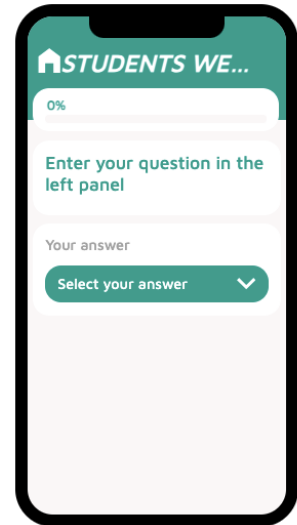 STUDENTS WE...
0%
Enter your question in the
left panel
Your answer
Select your answer